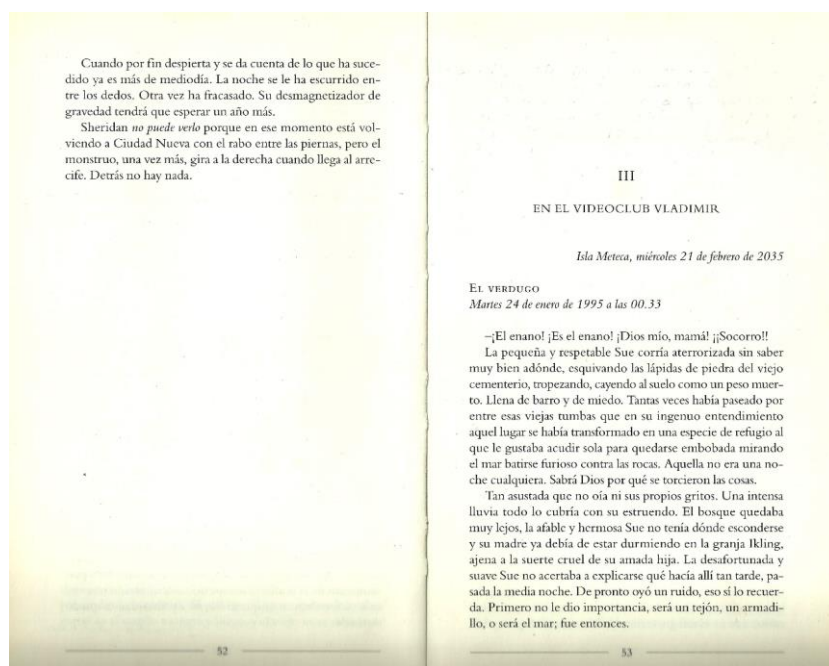 Cuando por fin despierta y se da cuenta de lo que ha suce-
dido ya es más de mediodía. La noche se le ha escurrido en-
tre los dedos. Otra vez ha fracasado. Su desmagnetizador de
gravedad tendrá que esperar un año más.
Sheridan no puede verlo porque en ese momento está vol-
viendo a Ciudad Nueva con el rabo entre las piernas, pero el
monstruo, una vez más, gira a la derecha cuando llega al arre-
cife. Detrás no hay nada.
52
III
EN EL VIDEOCLUB VLADIMIR
Isla Meteca, miércoles 21 de febrero de 2035
EL VERDUGO
Martes 24 de enero de 1995 a las 00.33
–¡El enano! ¡Es el enano! ¡Dios mío, mamá! ¡¡Socorro!!
La pequeña y respetable Sue corría aterrorizada sin saber
muy bien adónde, esquivando las lápidas de piedra del viejo
cementerio, tropezando, cayendo al suelo como un peso muer-
to. Llena de barro y de miedo. Tantas veces había paseado por
entre esas viejas tumbas que en su ingenuo entendimiento
aquel lugar se había transformado en una especie de refugio al
que le gustaba acudir sola para quedarse embobada mirando
el mar batirse furioso contra las rocas. Aquella no era una no-
che cualquiera. Sabrá Dios por qué se torcieron las cosas.
Tan asustada que no oía ni sus propios gritos. Una intensa
lluvia todo lo cubría con su estruendo. El bosque quedaba
muy lejos, la afable y hermosa Sue no tenía dónde esconderse
y su madre ya debía de estar durmiendo en la granja Ikling,
ajena a la suerte cruel de su amada hija. La desafortunada y
suave Sue no acertaba a explicarse qué hacía allí tan tarde, pa-
sada la media noche. De pronto oyó un ruido, eso sí lo recuer-
da. Primero no le dio importancia, será un tejón, un armadi-
llo, o será el mar; fue entonces.
53